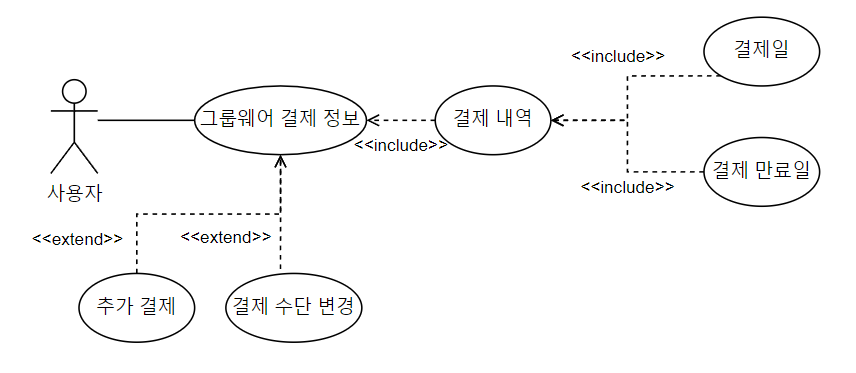 결제일
<<include>>
그룹웨어 결제 정보
결제 내역
<<include>>
결제 만료일
<<include>>
사용자
<<extend>>
<<extend>>
추가 결제
결제 수단 변경